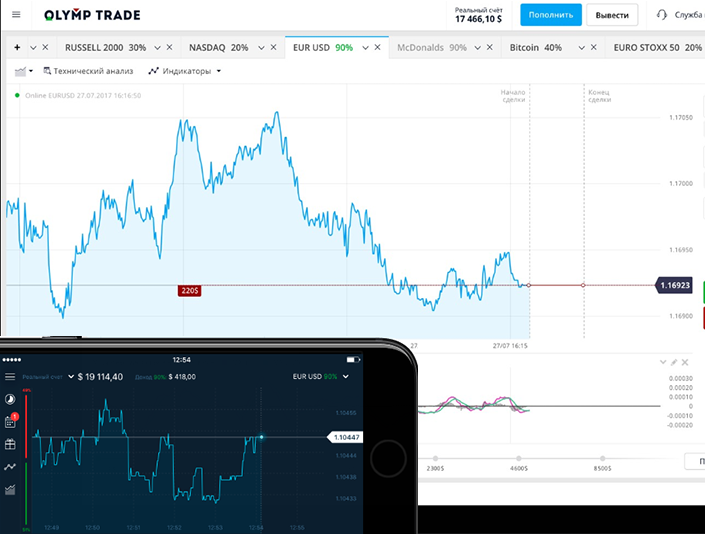 OLYMP TRADE
Реальный счёт
17 466,10 $
Пополнить
Вывести
Служба
RUSSELL 2000 30%
NASDAQ 20%
EUR USD 90%
McDonalds 90%
Bitcoin 40%
EURO STOXX 50 20%
Технический анализ
Индикаторы
Online EURUSD 27.07.2017 16:16:50
Начало
сделки
Конец
сделки
1.17050
1.17000
1.16950
1.16923
1.16900
220$
27
27/07 16:15
0.00030
0.00020
0.00010
0
-0.00010
-0.00020
2300$
4600$
8500$
П
12:54
Реальный счёт
$ 19 114,40
Доход 90%
$ 418,00
EUR USD 90%
1
1.10455
1.10447
1.10444
1.10438
1.10433
12:49
12:50
12:51
12:52
12:53
12:54
12:56